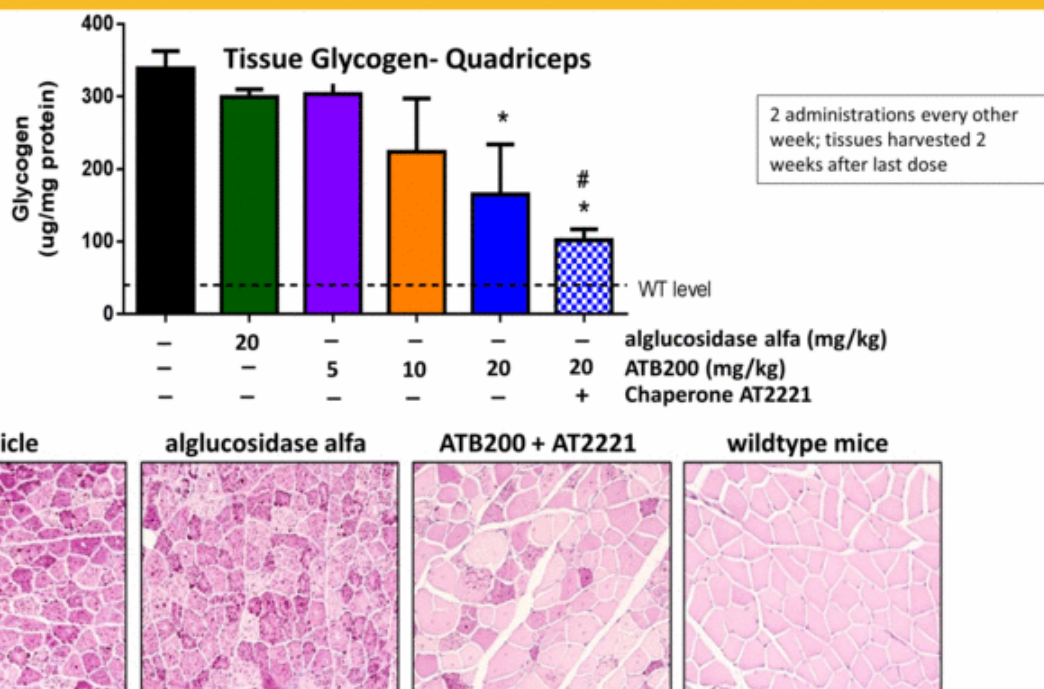 400
Tissue Glycogen- Quadriceps
300
200
100
0
Glycogen
(ug/mg protein)
*
#
*
WT level
2 administrations every other
week; tissues harvested 2
weeks after last dose
– 20 – – – – alglucosidase alfa (mg/kg)
– – 5 10 20 20 ATB200 (mg/kg)
– – – – – + Chaperone AT2221
icle alglucosidase alfa ATB200 + AT2221 wildtype mice